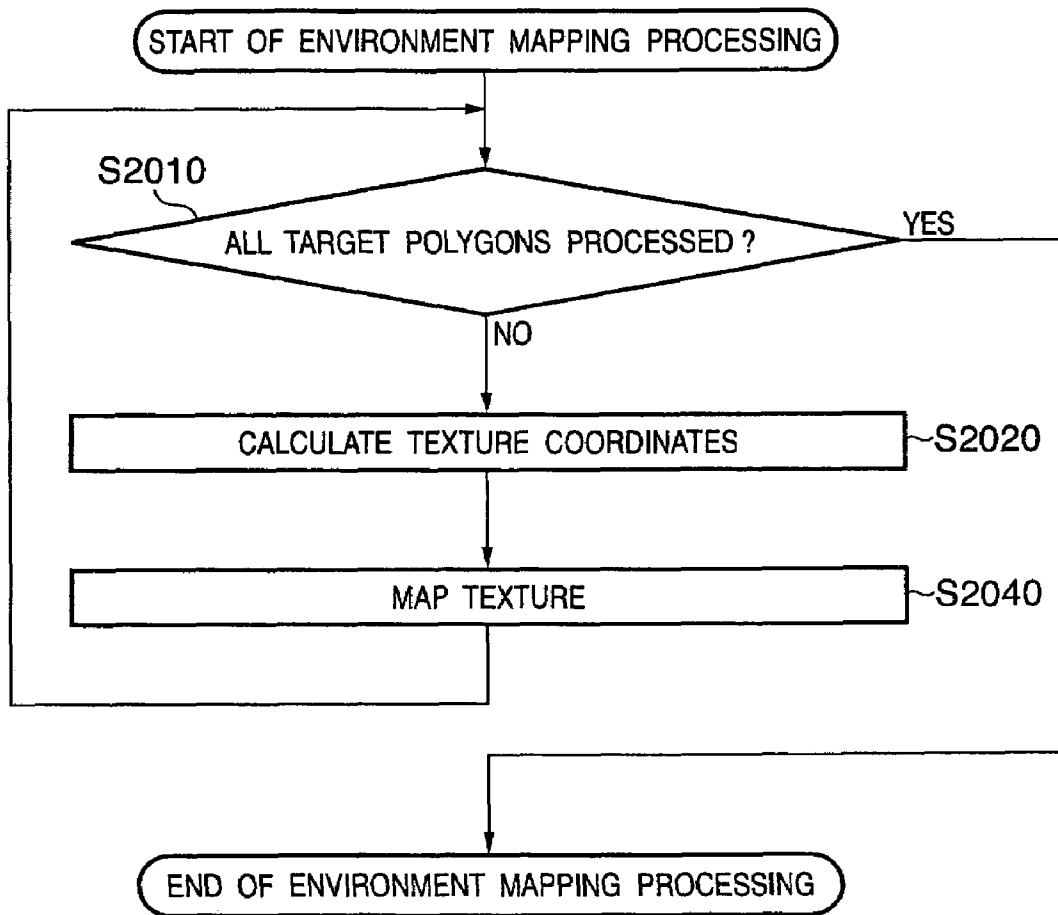 START OF ENVIRONMENT MAPPING PROCESSING
S2010
ALL TARGET POLYGONS PROCESSED ?
YES
NO
CALCULATE TEXTURE COORDINATES
S2020
MAP TEXTURE
S2040
END OF ENVIRONMENT MAPPING PROCESSING